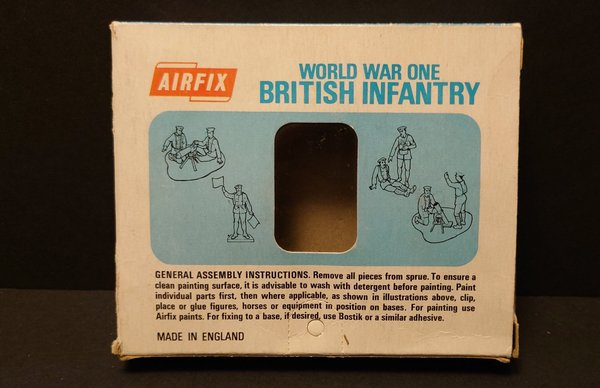 AIRFIX
WORLD WAR ONE
BRITISH INFANTRY
GENERAL ASSEMBLY INSTRUCTIONS. Remove all pieces from sprue. To ensure a
clean painting surface, it is advisable to wash with detergent before painting. Paint
individual parts first, then where applicable, as shown in illustrations above, clip,
place or glue figures, horses or equipment in position on bases. For painting use
Airfix paints. For fixing to a base, if desired, use Bostik or a similar adhesive.
MADE IN ENGLAND